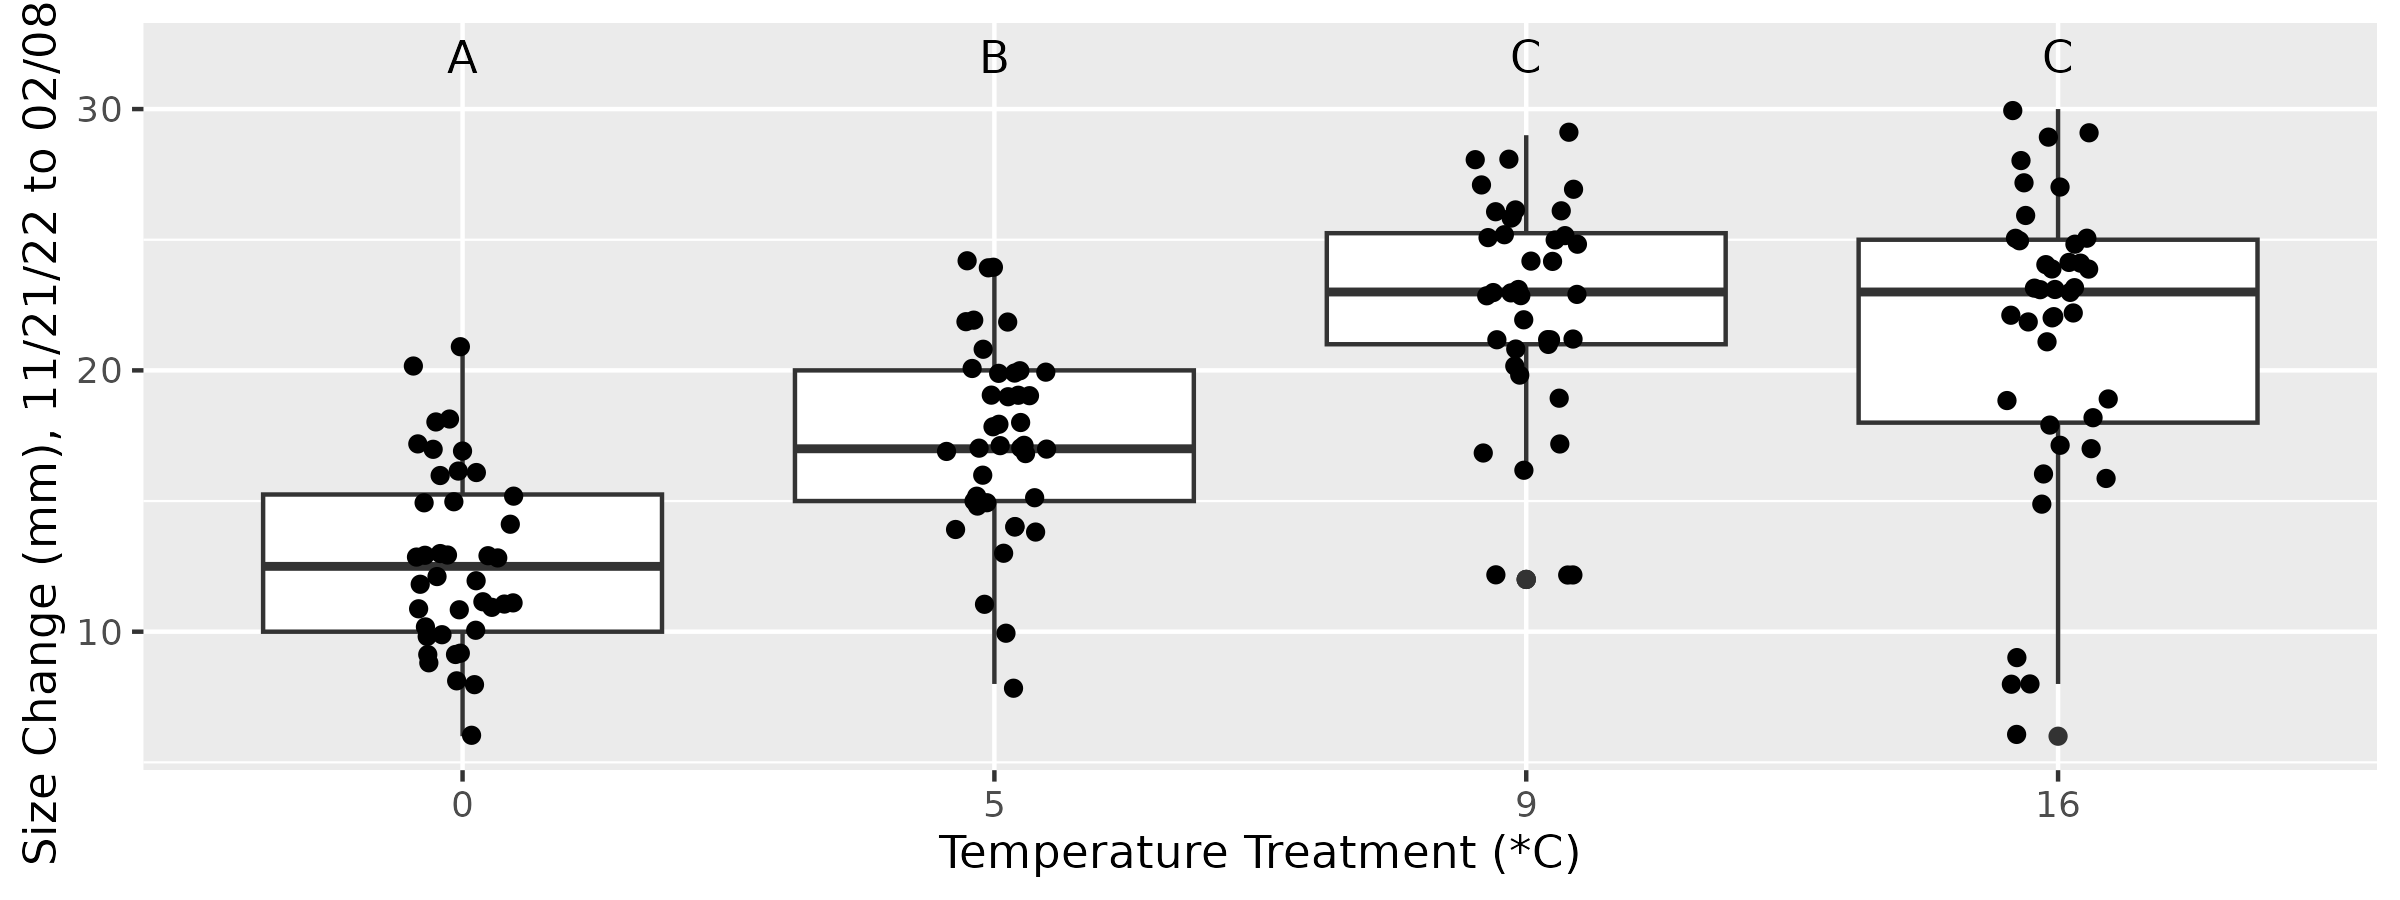 A B C C
30
20
10
0 5 9 16
Temperature Treatment (*C)
Size Change (mm), 11/21/22 to 02/08